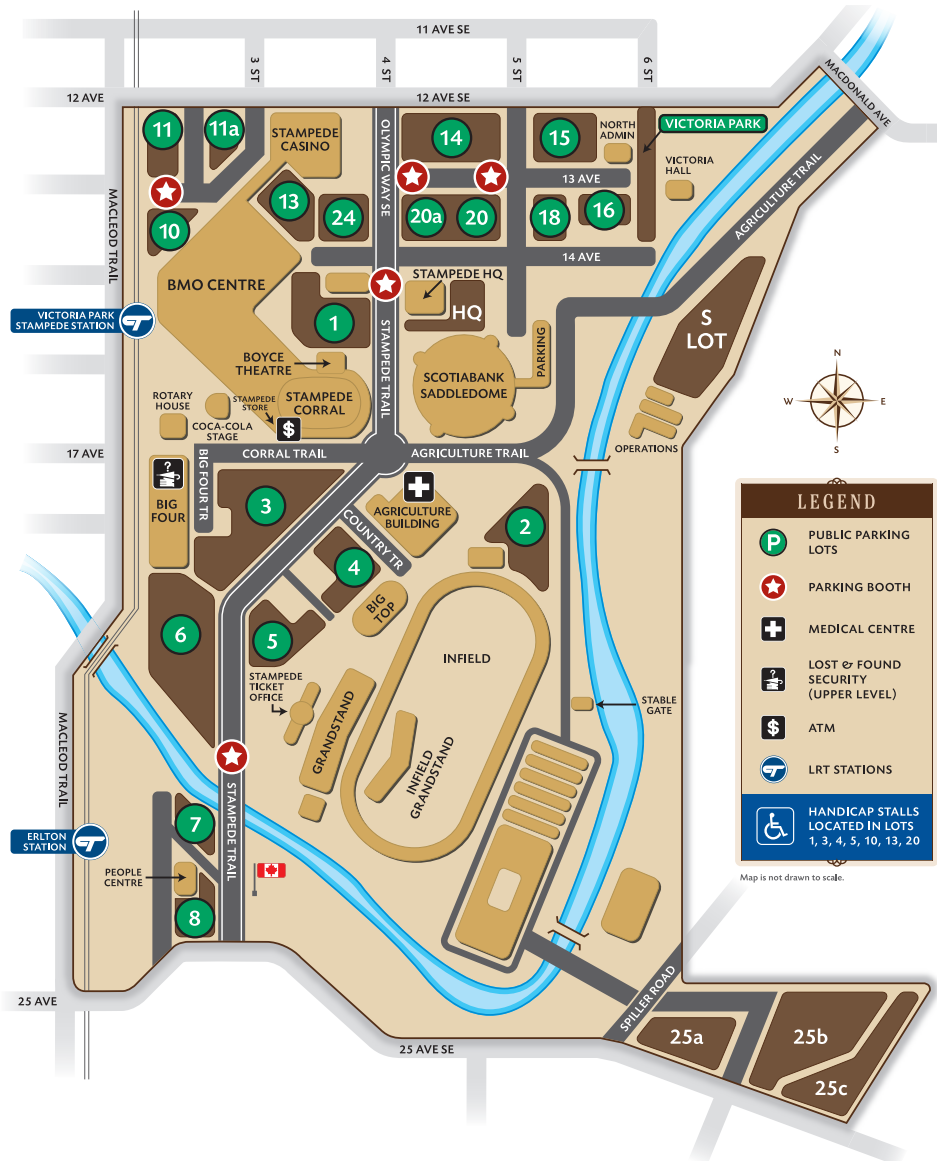 11 AVE SE
3 ST
4 ST
5 ST
6 ST
MACDONALD AVE
12 AVE
12 AVE SE
11
11a
STAMPEDE
CASINO
OLYMPIC WAY SE
14
15
NORTH
ADMIN
VICTORIA PARK
VICTORIA
HALL
13 AVE
AGRICULTURE TRAIL
MACLEOD TRAIL
10
13
24
20a
20
18
16
14 AVE
BMO CENTRE
STAMPEDE HQ
HQ
S
LOT
VICTORIA PARK
STAMPEDE STATION
1
STAMPEDE TRAIL
PARKING
BOYCE
THEATRE
SCOTIABANK
SADDLEDOME
ROTARY
HOUSE
STAMPEDE
STORE
STAMPEDE
CORRAL
COCA-COLA
STAGE
$
OPERATIONS
N
W
E
S
17 AVE
BIG FOUR TR
CORRAL TRAIL
AGRICULTURE TRAIL
?
BIG
FOUR
3
AGRICULTURE
BUILDING
2
COUNTRY TR
4
BIG
TOP
6
5
INFIELD
STAMPEDE
TICKET
OFFICE
GRANDSTAND
INFIELD
GRANDSTAND
STABLE
GATE
MACLEOD TRAIL
STAMPEDE TRAIL
7
ERLTON
STATION
PEOPLE
CENTRE
8
25 AVE
25 AVE SE
SPILLER ROAD
25a
25b
25c
LEGEND
P
PUBLIC PARKING
LOTS
PARKING BOOTH
MEDICAL CENTRE
?
LOST & FOUND
SECURITY
(UPPER LEVEL)
$
ATM
LRT STATIONS
HANDICAP STALLS
LOCATED IN LOTS
1, 3, 4, 5, 10, 13, 20
Map is not drawn to scale.